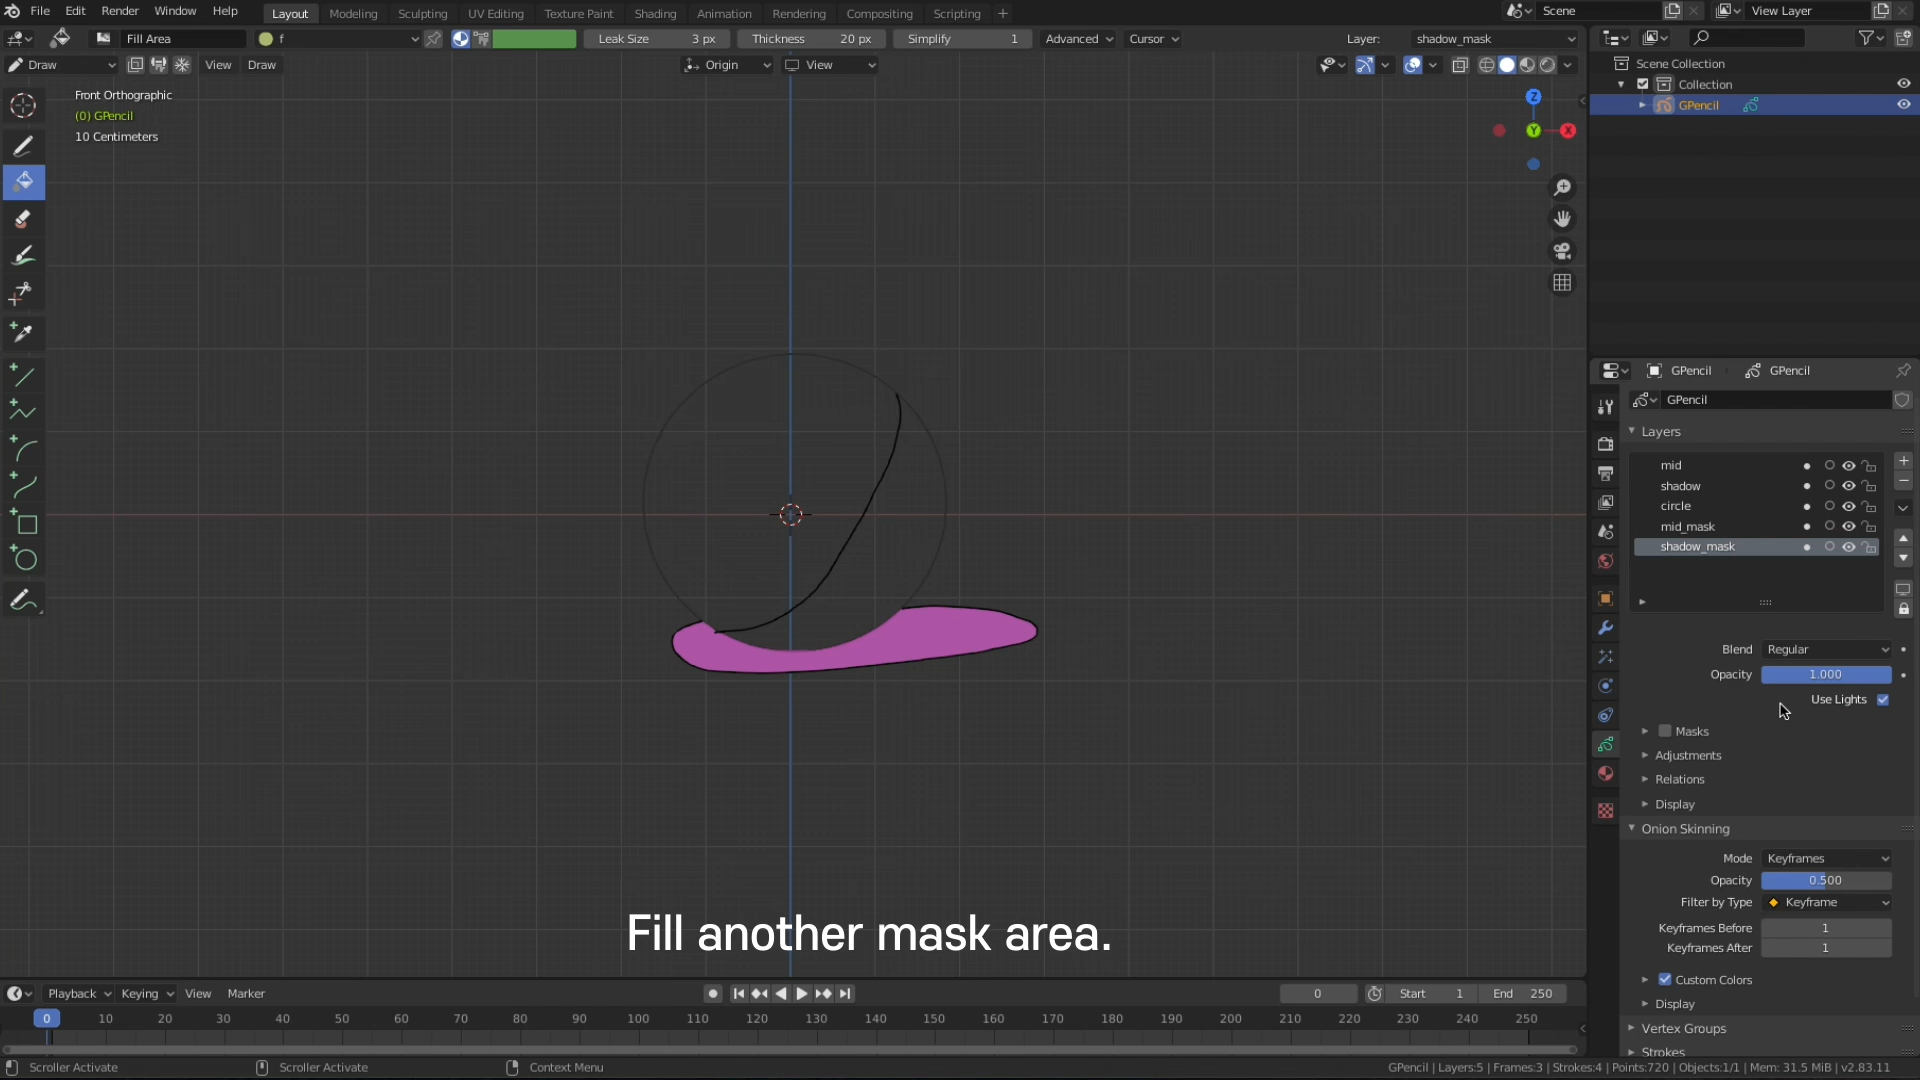 File Edit Render Window Help Layout Modeling Sculpting UV Editing Texture Paint Shading Animation Rendering Compositing Scripting + Scene View Layer
Fill Area f Leak Size 3 px Thickness 20 px Simplify 1 Advanced Cursor Layer: shadow_mask
Draw View Draw Origin View
Scene Collection
Collection
GPencil
Front Orthographic
(0) GPencil
10 Centimeters
Z
Y
X
GPencil GPencil
GPencil
Layers
mid
shadow
circle
mid_mask
shadow_mask
Blend Regular
Opacity 1.000
Use Lights
Masks
Adjustments
Relations
Display
Onion Skinning
Mode Keyframes
Opacity 0.500
Filter by Type Keyframe
Keyframes Before 1
Keyframes After 1
Custom Colors
Display
Vertex Groups
Strokes
Fill another mask area.
Playback Keying View Marker 0 Start 1 End 250
0 10 20 30 40 50 60 70 80 90 100 110 120 130 140 150 160 170 180 190 200 210 220 230 240 250
Scroller Activate Scroller Activate Context Menu GPencil | Layers:5 | Frames:3 | Strokes:4 | Points:720 | Objects:1/1 | Mem: 31.5 MiB | v2.83.11